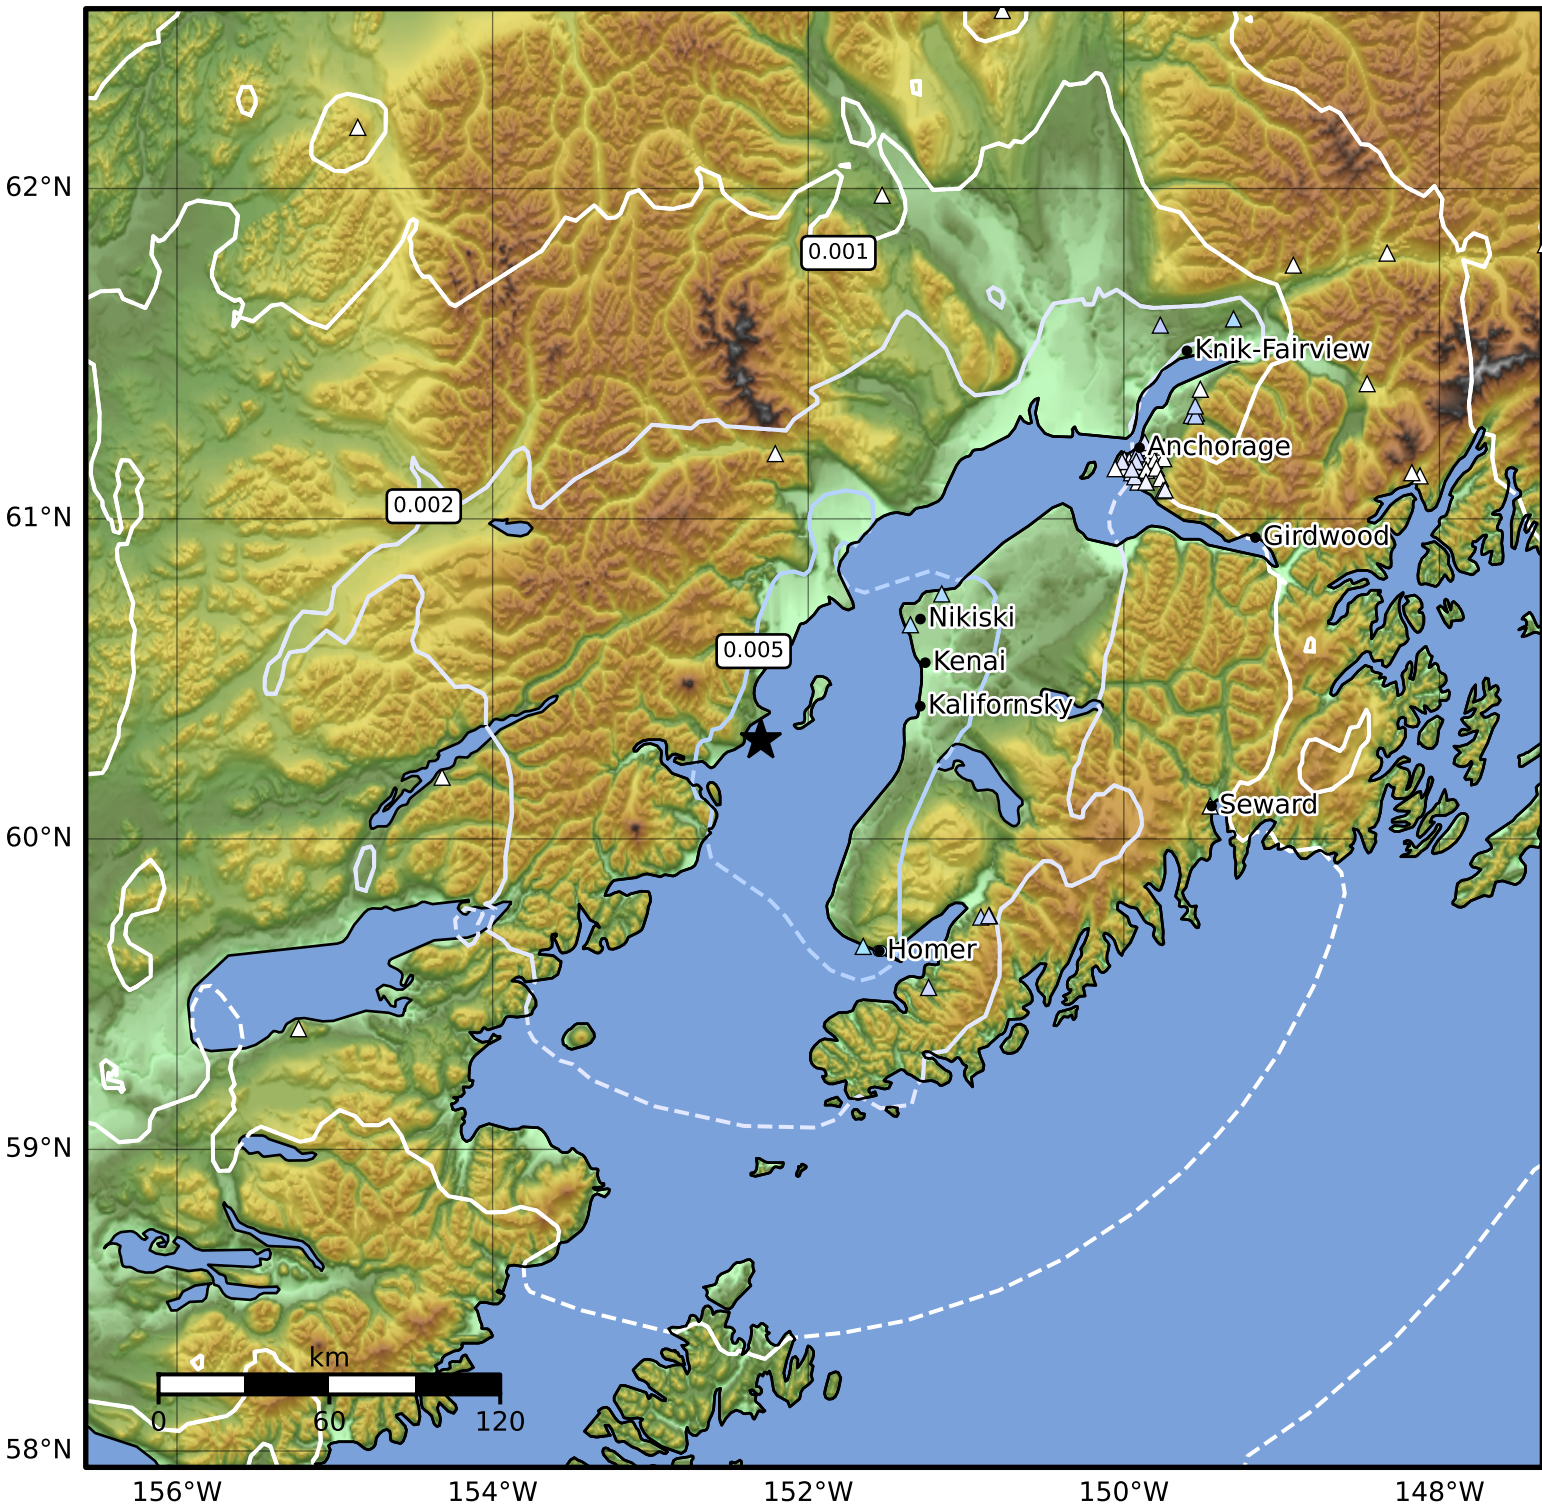 62°N
0.001
Knik-Fairview
Anchorage
0.002
61°N
Girdwood
Nikiski
0.005
Kenai
Kalifornsky
Seward
60°N
Homer
59°N
km
0 60 120
58°N
156°W 154°W 152°W 150°W 148°W